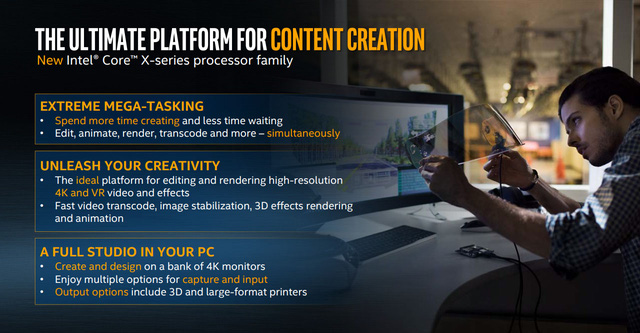 THE ULTIMATE PLATFORM FOR CONTENT CREATION
New Intel® Core™ X-series processor family
EXTREME MEGA-TASKING
• Spend more time creating and less time waiting
• Edit, animate, render, transcode and more – simultaneously
UNLEASH YOUR CREATIVITY
• The ideal platform for editing and rendering high-resolution
4K and VR video and effects
• Fast video transcode, image stabilization, 3D effects rendering
and animation
A FULL STUDIO IN YOUR PC
• Create and design on a bank of 4K monitors
• Enjoy multiple options for capture and input
• Output options include 3D and large-format printers